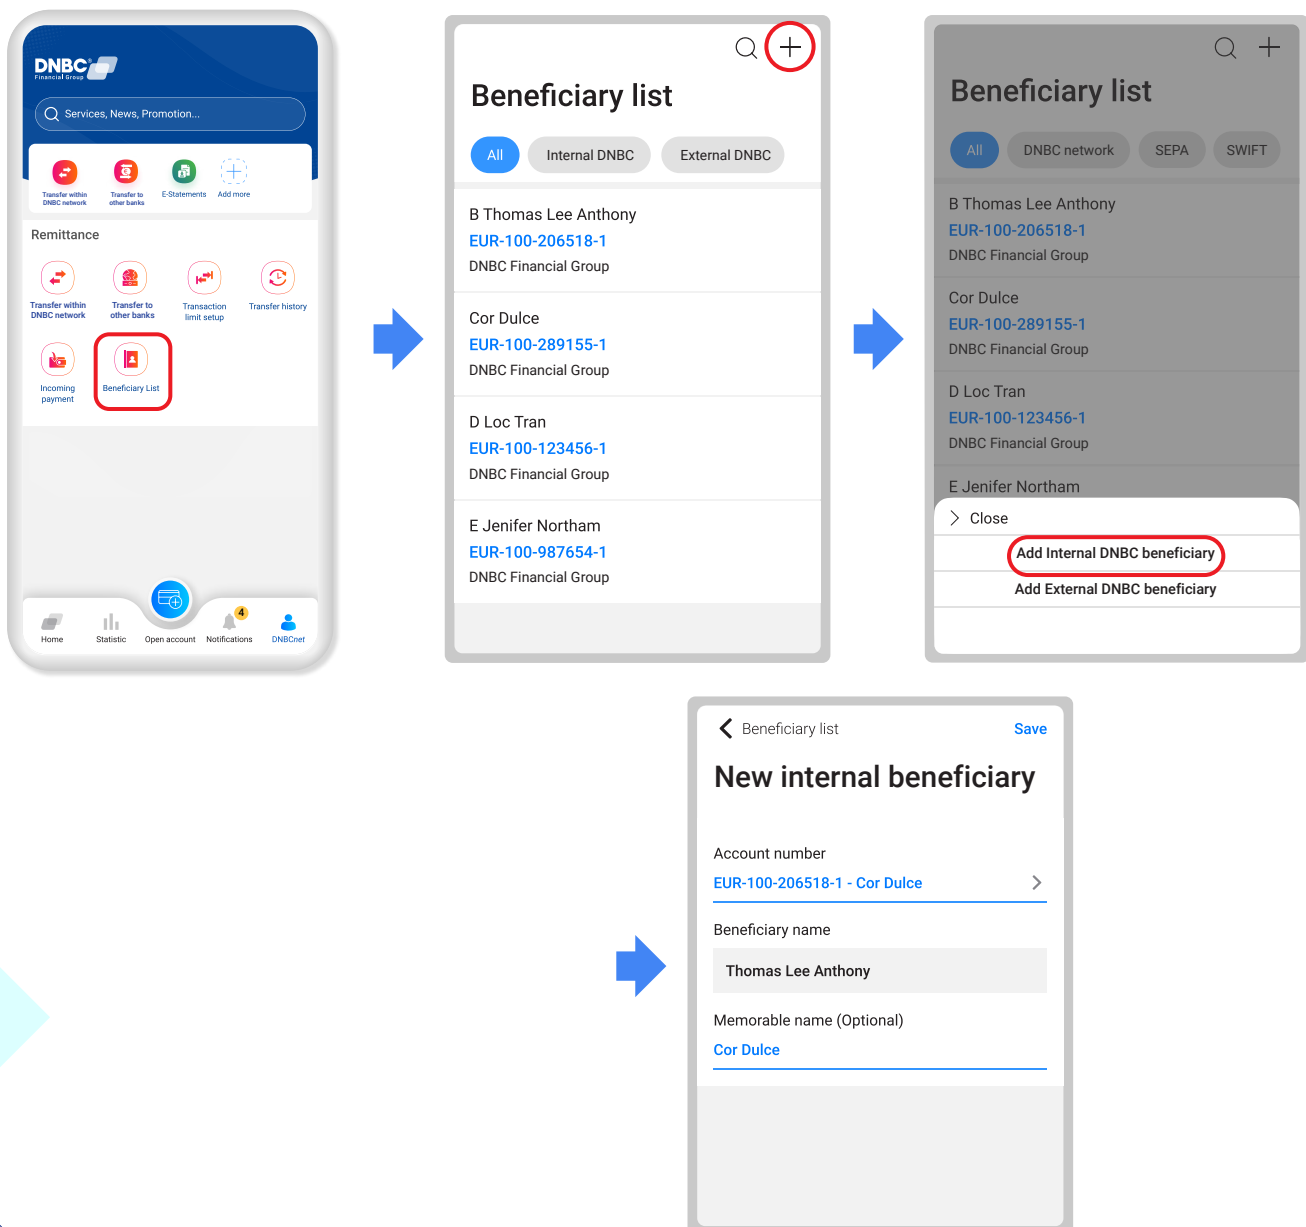 DNBC
Financial Group
Services, News, Promotion...
Transfer within
DNBC network
Transfer to
other banks
E-Statements
Add more
Remittance
Transfer within
DNBC network
Transfer to
other banks
Transaction
limit setup
Transfer history
Incoming
payment
Beneficiary List
Home
Statistic
Open account
Notifications
4
DNBCnet
Beneficiary list
All
Internal DNBC
External DNBC
B Thomas Lee Anthony
EUR-100-206518-1
DNBC Financial Group
Cor Dulce
EUR-100-289155-1
DNBC Financial Group
D Loc Tran
EUR-100-123456-1
DNBC Financial Group
E Jenifer Northam
EUR-100-987654-1
DNBC Financial Group
Beneficiary list
All
DNBC network
SEPA
SWIFT
B Thomas Lee Anthony
EUR-100-206518-1
DNBC Financial Group
Cor Dulce
EUR-100-289155-1
DNBC Financial Group
D Loc Tran
EUR-100-123456-1
DNBC Financial Group
E Jenifer Northam
Close
Add Internal DNBC beneficiary
Add External DNBC beneficiary
Beneficiary list
Save
New internal beneficiary
Account number
EUR-100-206518-1 - Cor Dulce
Beneficiary name
Thomas Lee Anthony
Memorable name (Optional)
Cor Dulce